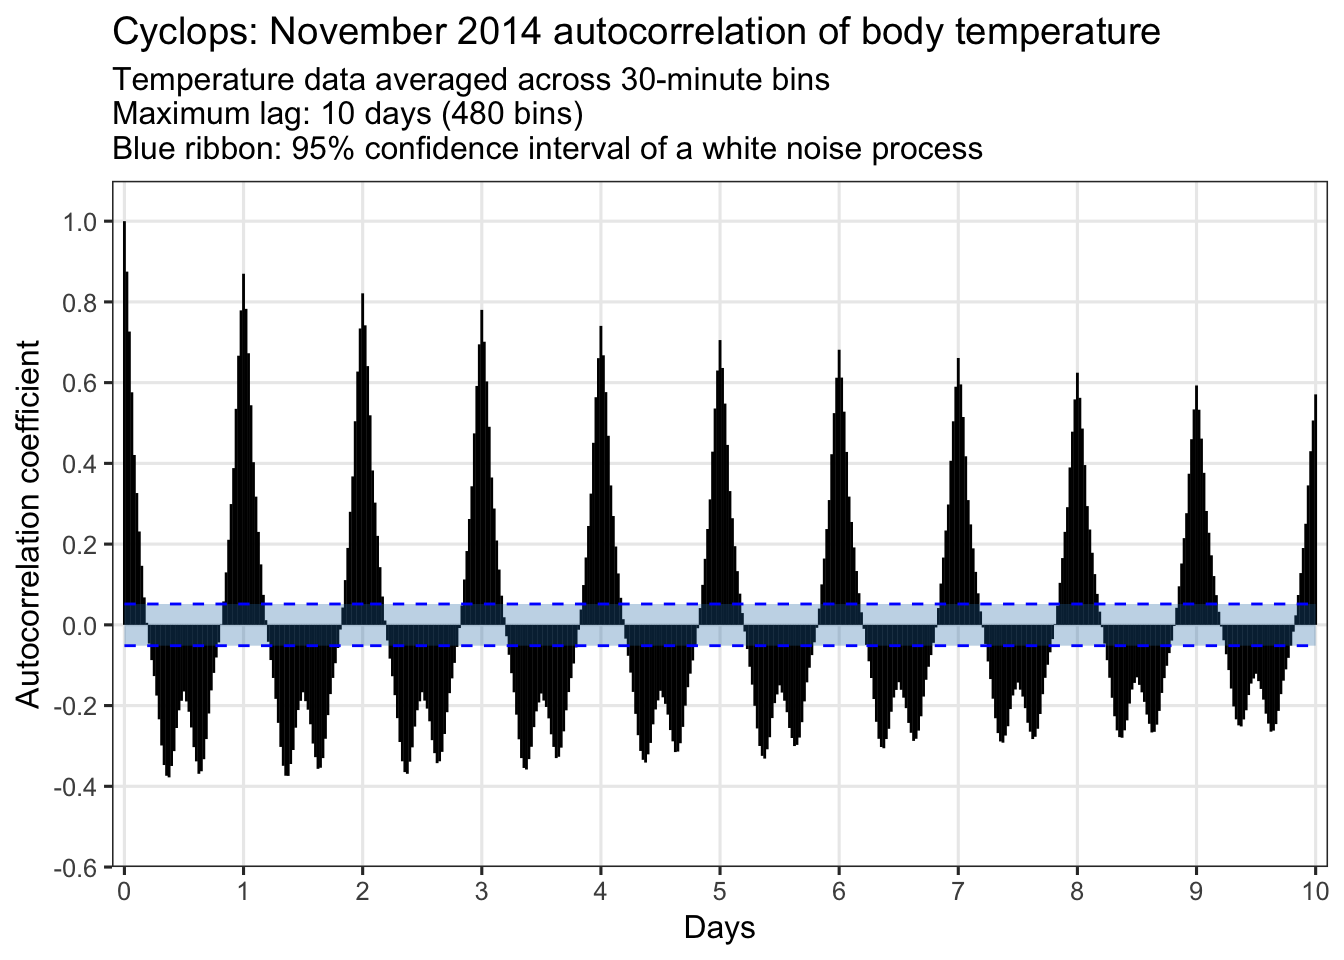 Cyclops: November 2014 autocorrelation of body temperature
Temperature data averaged across 30-minute bins
Maximum lag: 10 days (480 bins)
Blue ribbon: 95% confidence interval of a white noise process
Autocorrelation coefficient
1.0
0.8
0.6
0.4
0.2
0.0
-0.2
-0.4
-0.6
0 1 2 3 4 5 6 7 8 9 10
Days